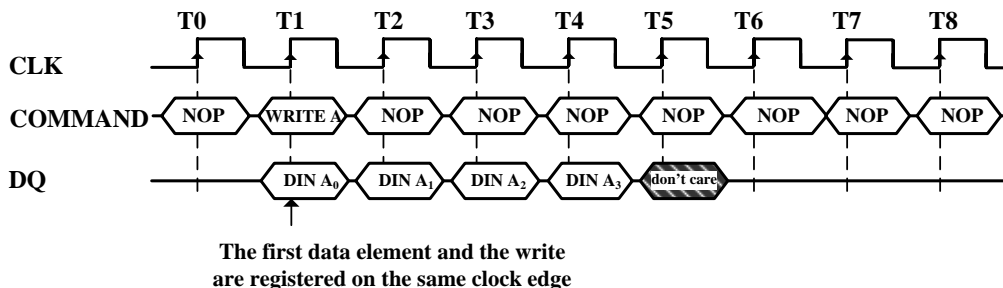 T0 T1 T2 T3 T4 T5 T6 T7 T8
CLK
COMMAND NOP WRITE A NOP NOP NOP NOP NOP NOP NOP
DQ DIN A₀ DIN A₁ DIN A₂ DIN A₃ don't care
The first data element and the write
are registered on the same clock edge